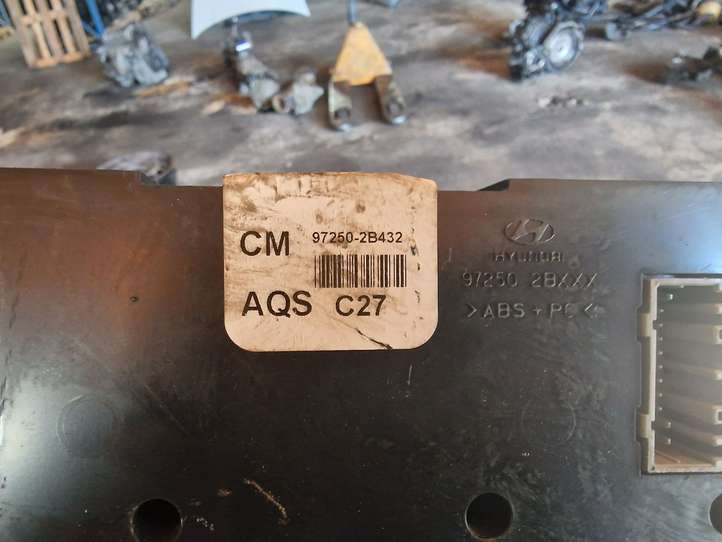 CM 97250-2B432
AQS C27
HYUNDAI
97250 2BXXX
>ABS+PC<